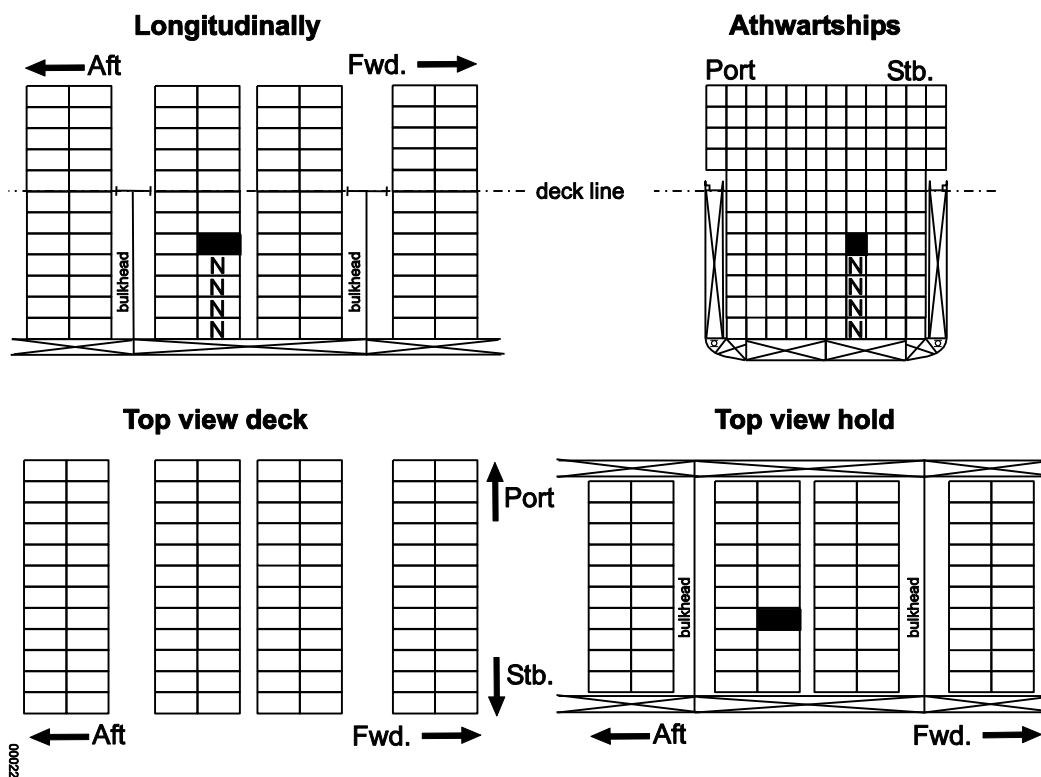 Longitudinally
Athwartships
Aft
Fwd.
Port
Stb.
deck line
bulkhead
bulkhead
N
N
N
N
N
N
N
N
Top view deck
Top view hold
Port
Stb.
bulkhead
bulkhead
Aft
Fwd.
Aft
Fwd.
00022